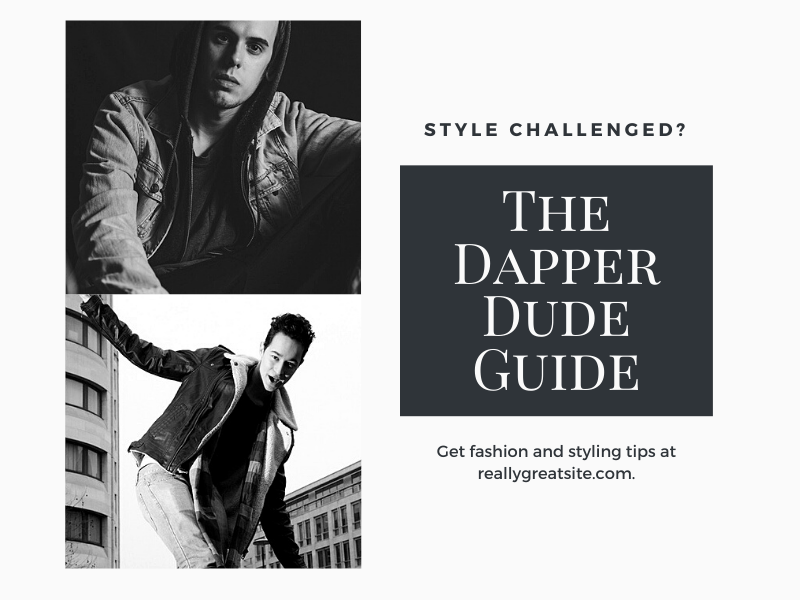 STYLE CHALLENGED?
The
Dapper
Dude
Guide
Get fashion and styling tips at
reallygreatsite.com.